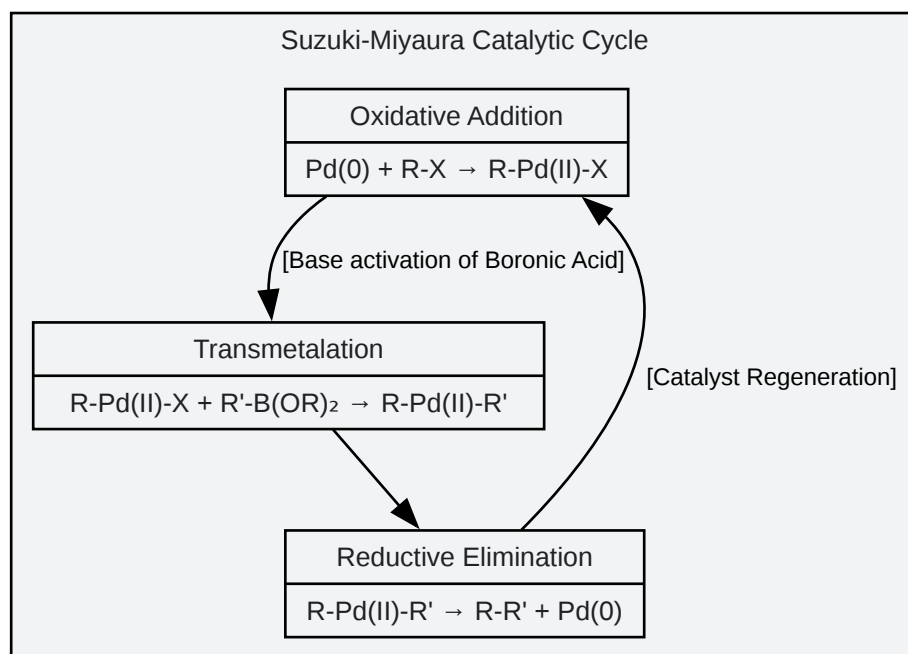 Suzuki-Miyaura Catalytic Cycle
Oxidative Addition
Pd(0) + R-X → R-Pd(II)-X
[Base activation of Boronic Acid]
Transmetalation
R-Pd(II)-X + R'-B(OR)₂ → R-Pd(II)-R'
[Catalyst Regeneration]
Reductive Elimination
R-Pd(II)-R' → R-R' + Pd(0)